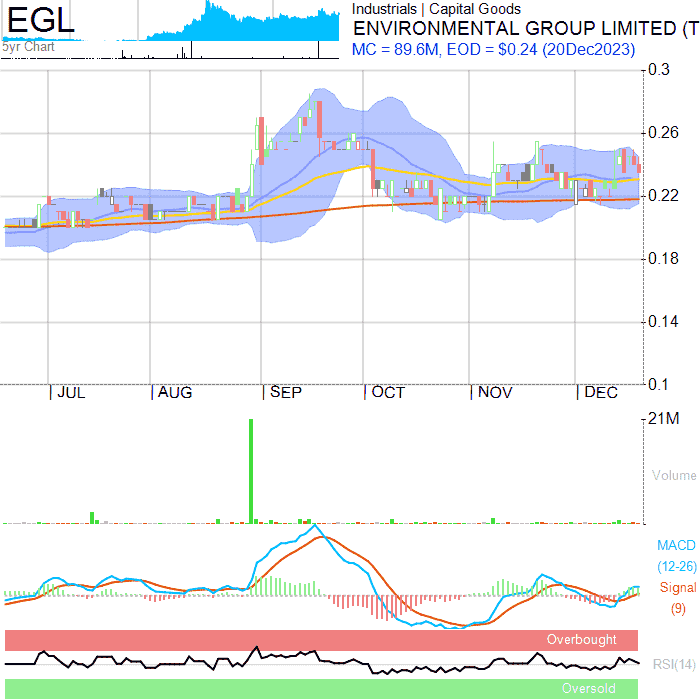 EGL
5yr Chart
Industrials | Capital Goods
ENVIRONMENTAL GROUP LIMITED (T
MC = 89.6M, EOD = $0.24 (20Dec2023)
0.3
0.26
0.22
0.18
0.14
0.1
JUL AUG SEP OCT NOV DEC
21M
Volume
MACD
(12-26)
Signal
(9)
Overbought
RSI(14)
Oversold